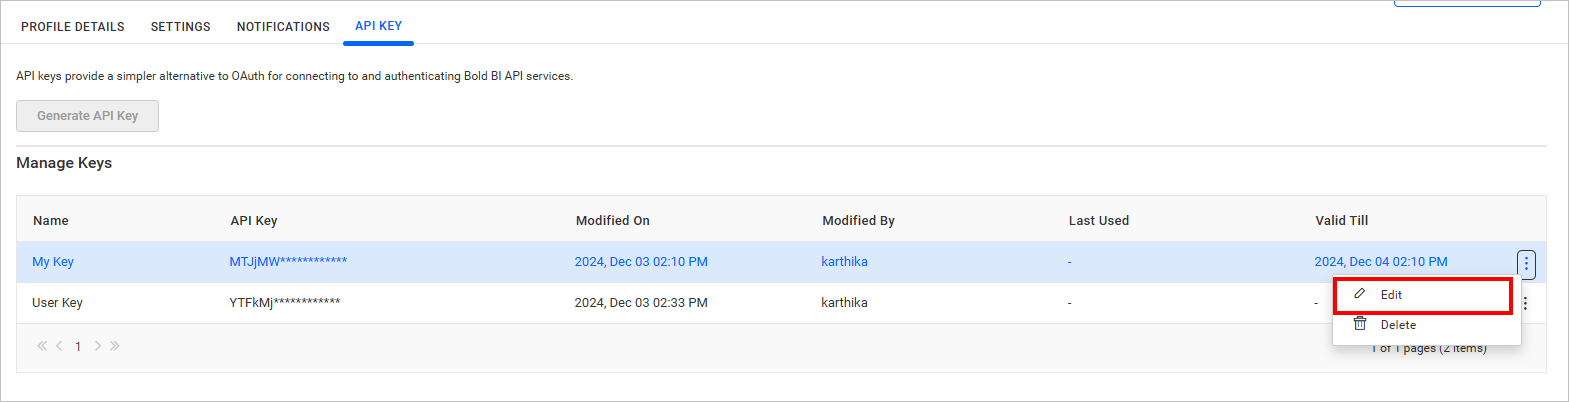 PROFILE DETAILS SETTINGS NOTIFICATIONS API KEY
API keys provide a simpler alternative to OAuth for connecting to and authenticating Bold BI API services.
Generate API Key
Manage Keys
Name API Key Modified On Modified By Last Used Valid Till
My Key MTJjMW************ 2024, Dec 03 02:10 PM karthika - 2024, Dec 04 02:10 PM
User Key YTFkMj************ 2024, Dec 03 02:33 PM karthika - -
Edit
Delete
1
1 of 1 pages (2 items)